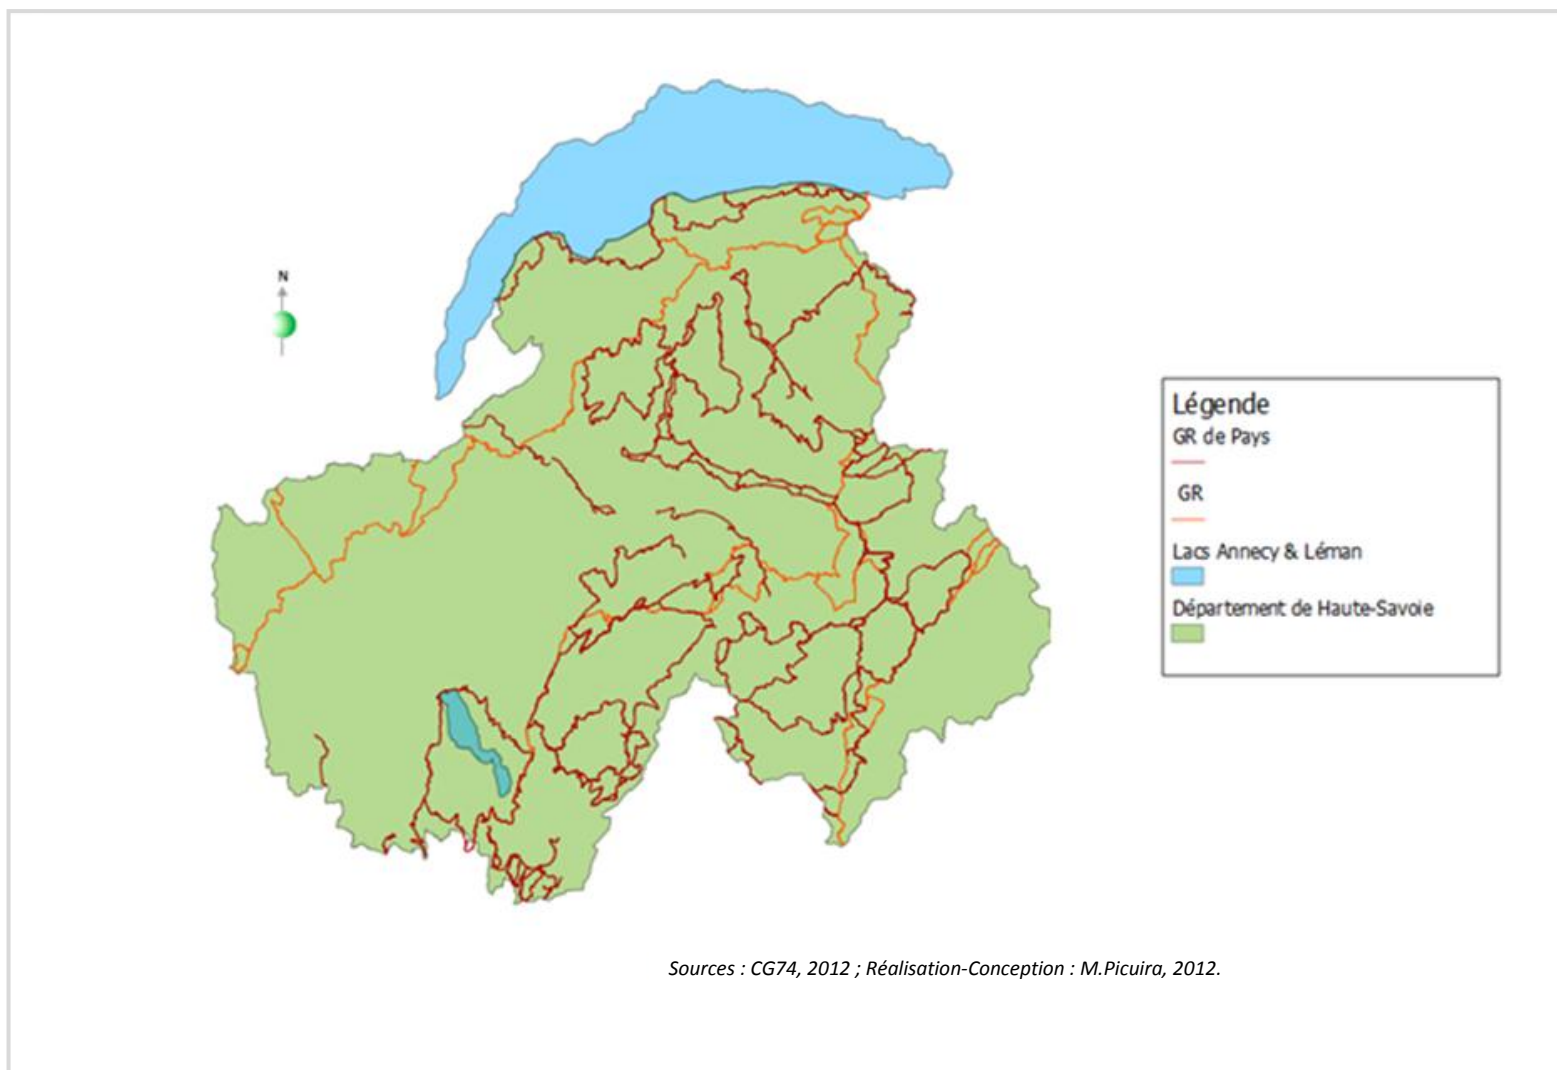 N
Légende
GR de Pays
GR
Lacs Annecy & Léman
Département de Haute-Savoie
Sources : CG74, 2012 ; Réalisation-Conception : M.Picuira, 2012.